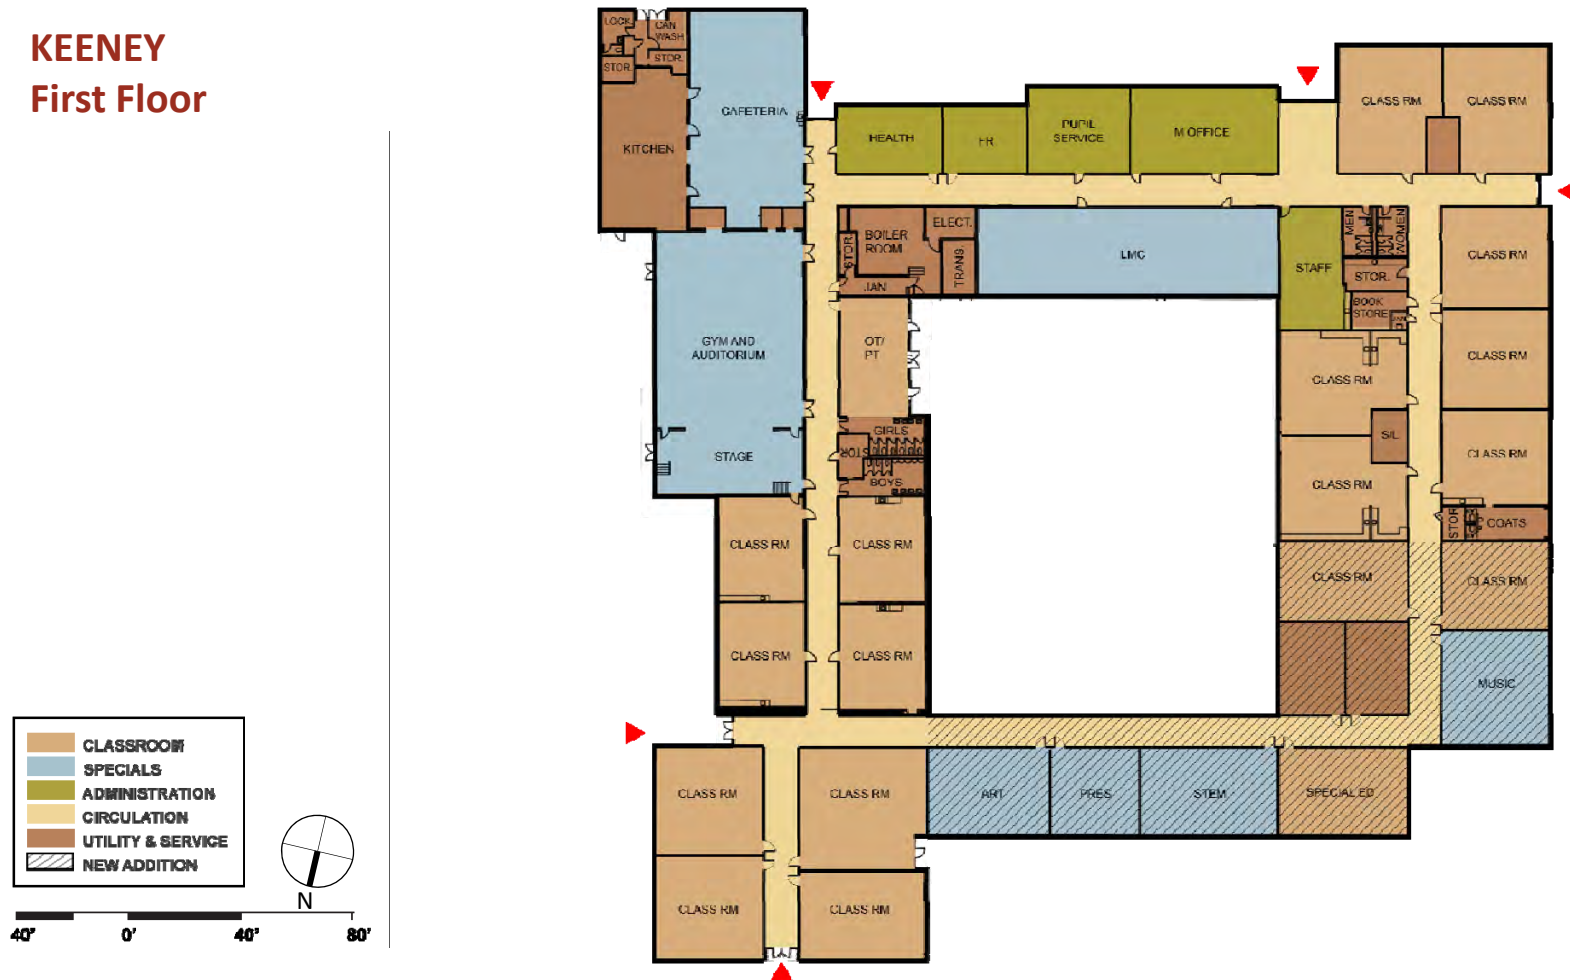 KEENEY
First Floor
LOCK.
CAN
WASH
STOR.
STOR.
CAFETERIA
KITCHEN
HEALTH
PUPIL
SERVICE
M OFFICE
CLASS RM
CLASS RM
BOILER
ROOM
ELECT.
STOR.
TRANS.
JAN
LMC
STAFF
MEN
WOMEN
STOR.
BOOK
STORE
JAN
CLASS RM
GYM AND
AUDITORIUM
OT/
PT
CLASS RM
CLASS RM
GIRLS
STOR
BOYS
STAGE
S/L
CLASS RM
CLASS RM
STOR
COATS
CLASS RM
CLASS RM
CLASS RM
CLASS RM
CLASS RM
CLASS RM
MUSIC
CLASS RM
CLASS RM
ART
PRES
STEM
SPECIAL ED
CLASS RM
CLASS RM
CLASSROOM
SPECIALS
ADMINISTRATION
CIRCULATION
UTILITY & SERVICE
NEW ADDITION
N
40'
0'
40'
80'